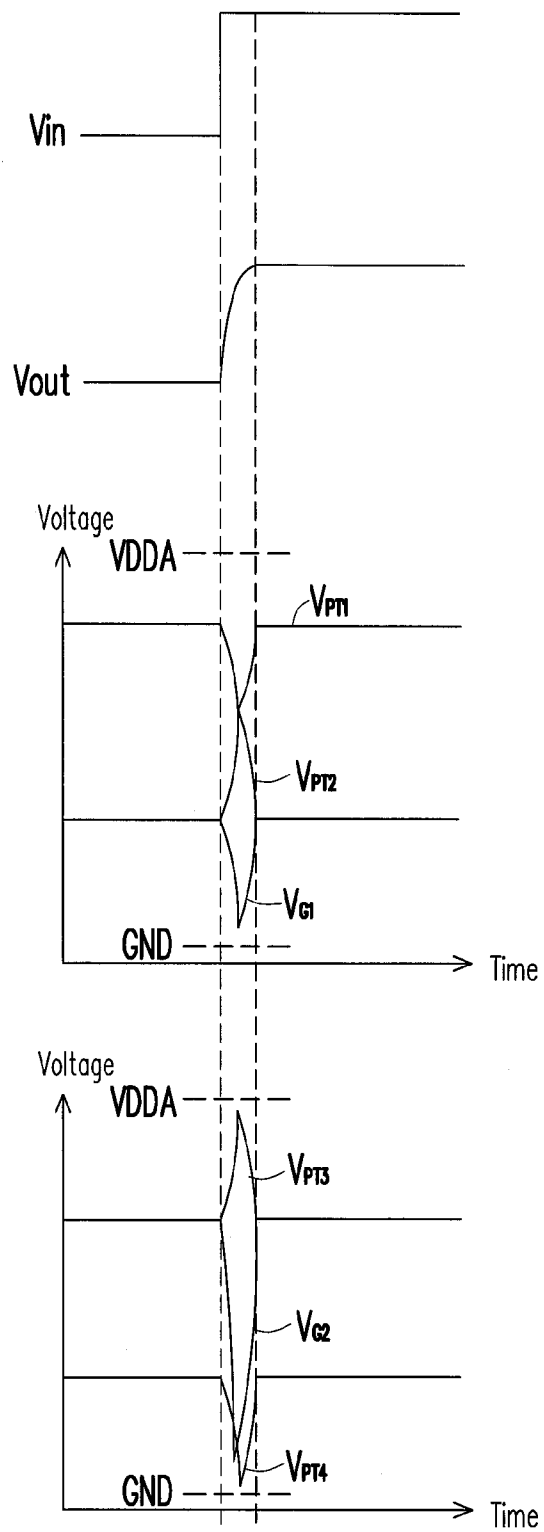 Vin
Vout
Voltage
VDDA
VPT1
VPT2
VG1
GND
Time
Voltage
VDDA
VPT3
VG2
VPT4
GND
Time